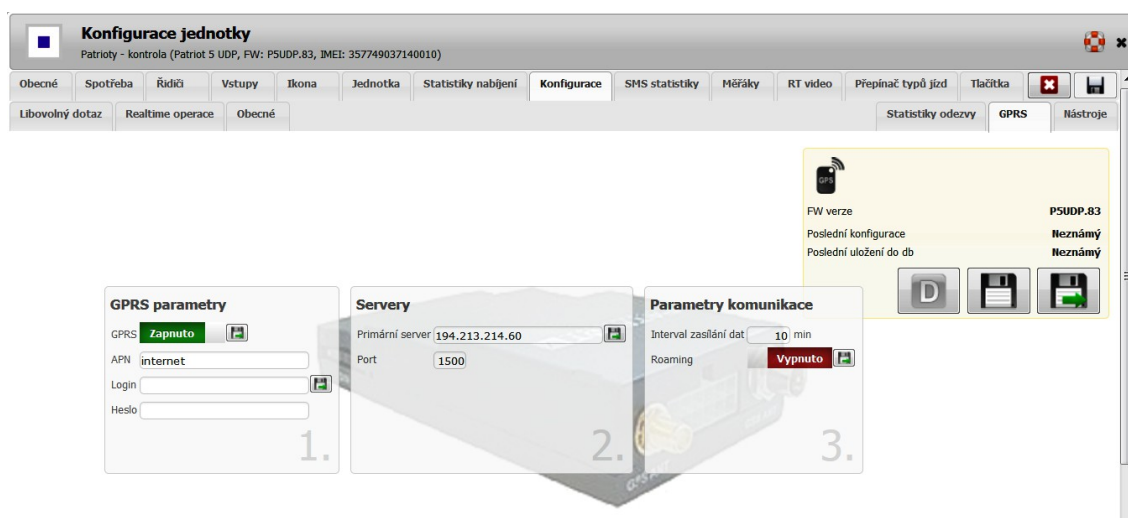 Konfigurace jednotky
Patrioty - kontrola (Patriot 5 UDP, FW: P5UDP.83, IMEI: 357749037140010)
Obecné Spotřeba Řidiči Vstupy Ikona Jednotka Statistiky nabíjení Konfigurace SMS statistiky Měřáky RT video Přepínač typů jízd Tlačítka
Libovolný dotaz Realtime operace Obecné Statistiky odezvy GPRS Nástroje
GPS
FW verze P5UDP.83
Poslední konfigurace Neznámý
Poslední uložení do db Neznámý
D
GPRS parametry
GPRS Zapnuto
APN internet
Login
Heslo
1.
Servery
Primární server 194.213.214.60
Port 1500
2.
Parametry komunikace
Interval zasílání dat 10 min
Roaming Vypnuto
3.
GPS ANT